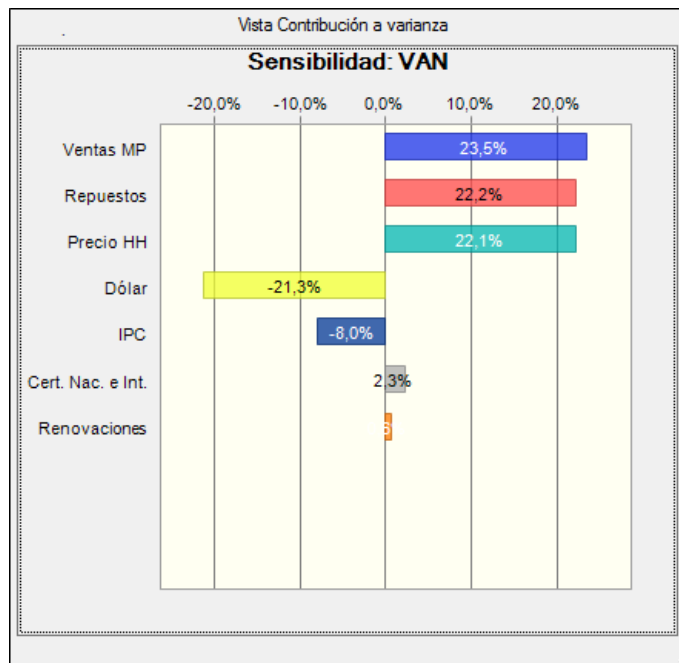 Vista Contribución a varianza
Sensibilidad: VAN
-20,0% -10,0% 0,0% 10,0% 20,0%
Ventas MP 23,5%
Repuestos 22,2%
Precio HH 22,1%
Dólar -21,3%
IPC -8,0%
Cert. Nac. e Int. 2.3%
Renovaciones